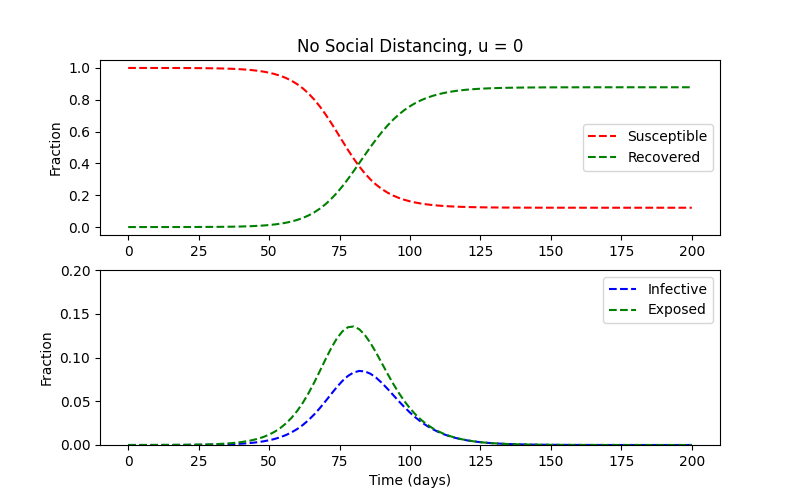 No Social Distancing, u = 0
Fraction
1.0
0.8
0.6
0.4
0.2
0.0
Susceptible
Recovered
0 25 50 75 100 125 150 175 200
Fraction
0.20
0.15
0.10
0.05
0.00
Infective
Exposed
0 25 50 75 100 125 150 175 200
Time (days)